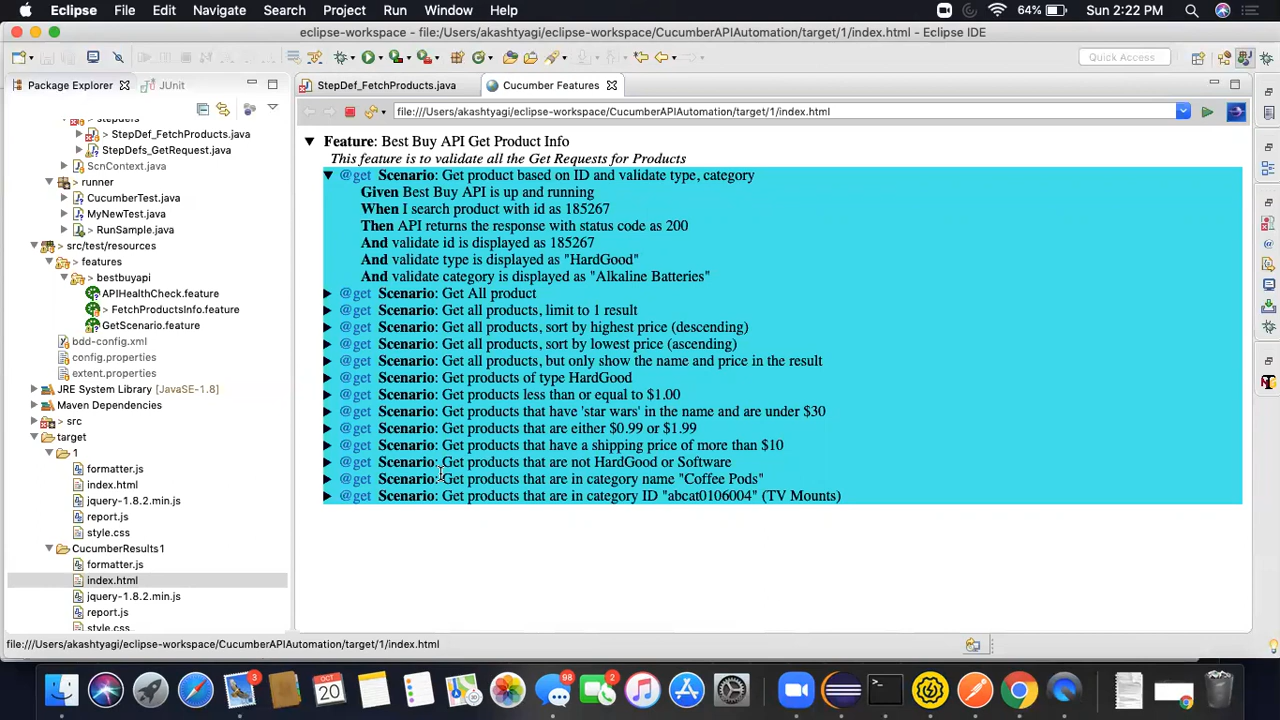 Eclipse File Edit Navigate Search Project Run Window Help 64% Sun 2:22 PM
eclipse-workspace - file:/Users/akashtyagi/eclipse-workspace/CucumberAPIAutomation/target/1/index.html - Eclipse IDE
Quick Access
Package Explorer JUnit StepDef_FetchProducts.java Cucumber Features
file:///Users/akashtyagi/eclipse-workspace/CucumberAPIAutomation/target/1/index.html
stepdefs
> StepDef_FetchProducts.java
> StepDefs_GetRequest.java
ScnContext.java
> runner
CucumberTest.java
MyNewTest.java
> RunSample.java
> src/test/resources
> features
> bestbuyapi
APIHealthCheck.feature
> FetchProductsInfo.feature
GetScenario.feature
bdd-config.xml
config.properties
extent.properties
JRE System Library [JavaSE-1.8]
Maven Dependencies
> src
target
1
formatter.js
index.html
jquery-1.8.2.min.js
report.js
style.css
CucumberResults1
formatter.js
index.html
jquery-1.8.2.min.js
report.js
style.css
Feature: Best Buy API Get Product Info
This feature is to validate all the Get Requests for Products
@get Scenario: Get product based on ID and validate type, category
Given Best Buy API is up and running
When I search product with id as 185267
Then API returns the response with status code as 200
And validate id is displayed as 185267
And validate type is displayed as "HardGood"
And validate category is displayed as "Alkaline Batteries"
@get Scenario: Get All product
@get Scenario: Get all products, limit to 1 result
@get Scenario: Get all products, sort by highest price (descending)
@get Scenario: Get all products, sort by lowest price (ascending)
@get Scenario: Get all products, but only show the name and price in the result
@get Scenario: Get products of type HardGood
@get Scenario: Get products less than or equal to $1.00
@get Scenario: Get products that have 'star wars' in the name and are under $30
@get Scenario: Get products that are either $0.99 or $1.99
@get Scenario: Get products that have a shipping price of more than $10
@get Scenario: Get products that are not HardGood or Software
@get Scenario: Get products that are in category name "Coffee Pods"
@get Scenario: Get products that are in category ID "abcat0106004" (TV Mounts)
file:///Users/akashtyagi/eclipse-workspace/CucumberAPIAutomation/target/1/index.html
3 OCT 20 98 2